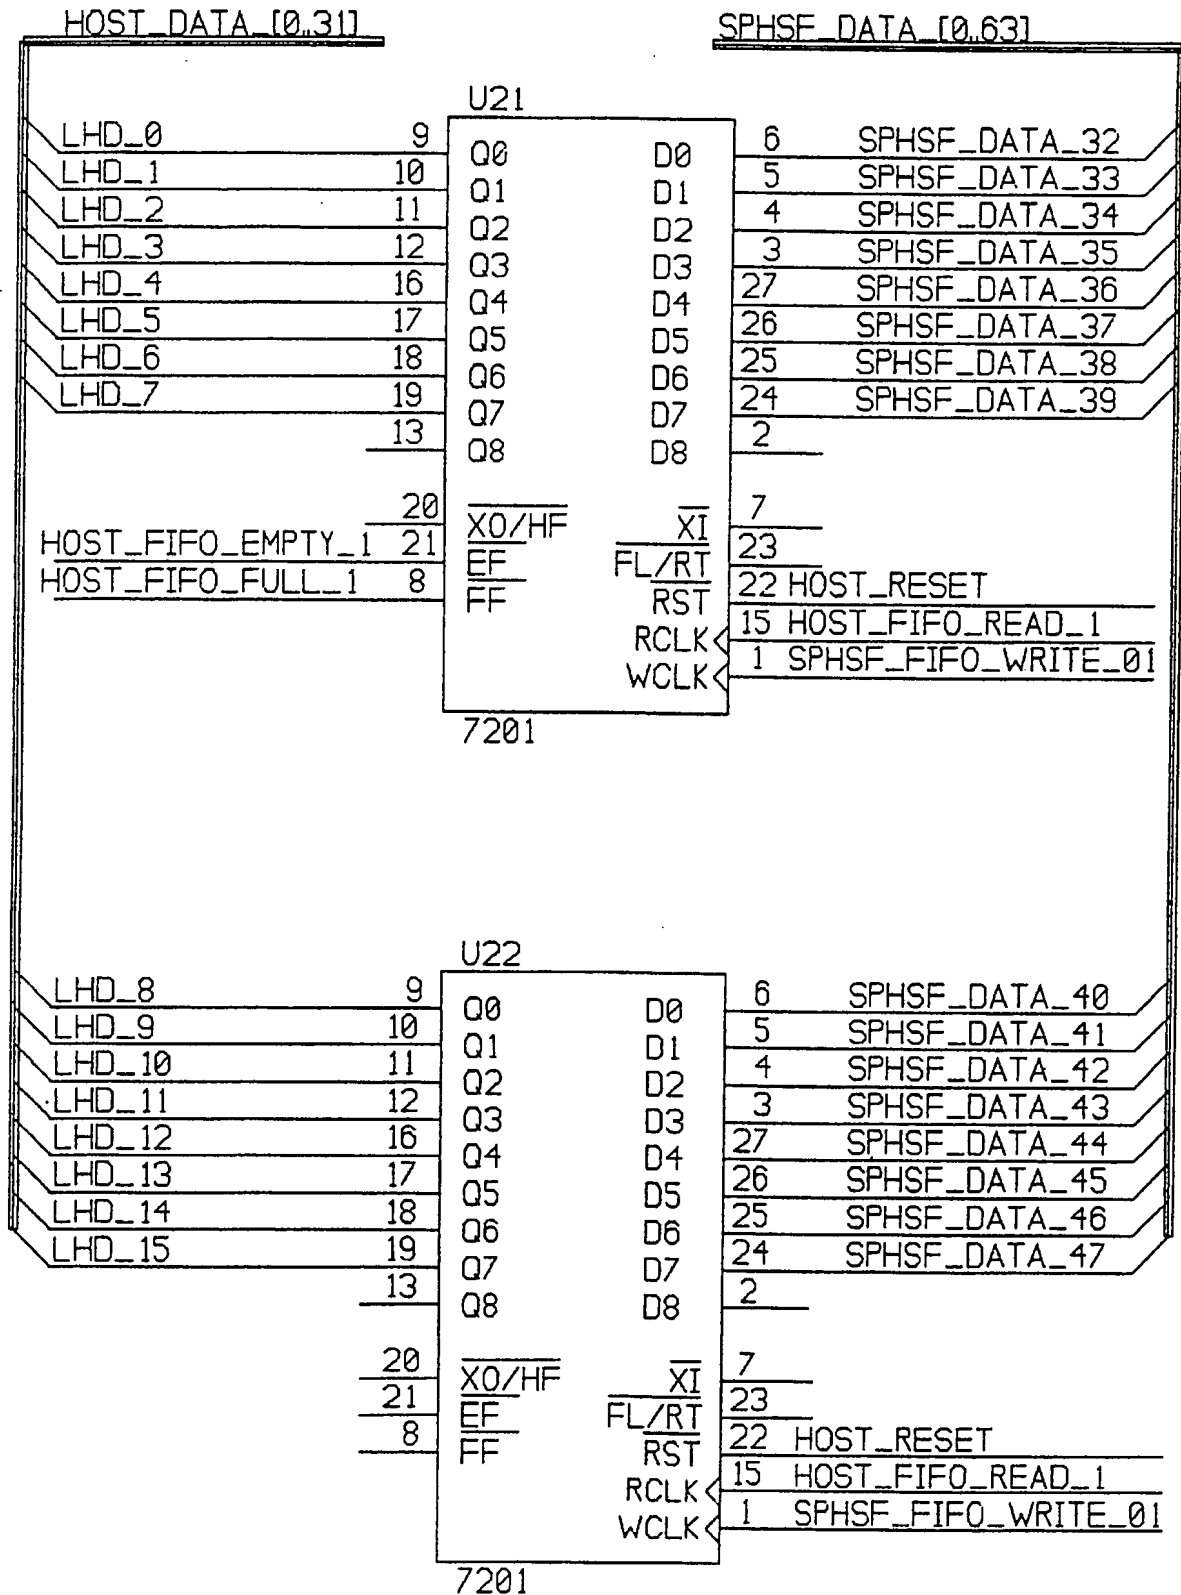 HOST_DATA_[0..31] SPHSF_DATA_[0..63]
U21
LHD_0 9 Q0 D0 6 SPHSF_DATA_32
LHD_1 10 Q1 D1 5 SPHSF_DATA_33
LHD_2 11 Q2 D2 4 SPHSF_DATA_34
LHD_3 12 Q3 D3 3 SPHSF_DATA_35
LHD_4 16 Q4 D4 27 SPHSF_DATA_36
LHD_5 17 Q5 D5 26 SPHSF_DATA_37
LHD_6 18 Q6 D6 25 SPHSF_DATA_38
LHD_7 19 Q7 D7 24 SPHSF_DATA_39
13 Q8 D8 2
20 XO/HF XI 7
HOST_FIFO_EMPTY_1 21 EF FL/RT 23
HOST_FIFO_FULL_1 8 FF RST 22 HOST_RESET
RCLK 15 HOST_FIFO_READ_1
WCLK 1 SPHSF_FIFO_WRITE_01
7201
U22
LHD_8 9 Q0 D0 6 SPHSF_DATA_40
LHD_9 10 Q1 D1 5 SPHSF_DATA_41
LHD_10 11 Q2 D2 4 SPHSF_DATA_42
LHD_11 12 Q3 D3 3 SPHSF_DATA_43
LHD_12 16 Q4 D4 27 SPHSF_DATA_44
LHD_13 17 Q5 D5 26 SPHSF_DATA_45
LHD_14 18 Q6 D6 25 SPHSF_DATA_46
LHD_15 19 Q7 D7 24 SPHSF_DATA_47
13 Q8 D8 2
20 XO/HF XI 7
21 EF FL/RT 23
8 FF RST 22 HOST_RESET
RCLK 15 HOST_FIFO_READ_1
WCLK 1 SPHSF_FIFO_WRITE_01
7201